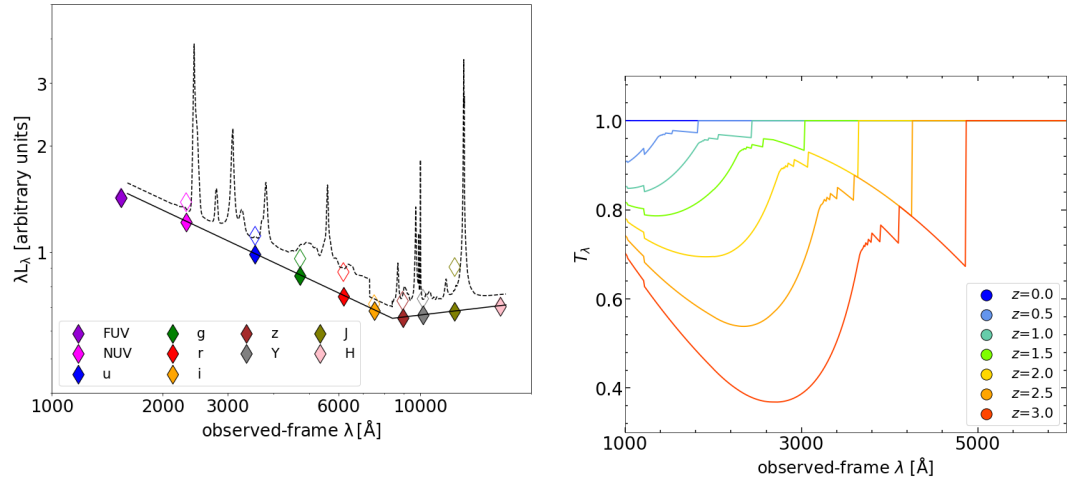 λL_λ [arbitrary units]
3
2
1
FUV
NUV
u
g
r
i
z
Y
J
H
1000
2000
3000
6000
10000
observed-frame λ [Å]
T_λ
1.0
0.8
0.6
0.4
z=0.0
z=0.5
z=1.0
z=1.5
z=2.0
z=2.5
z=3.0
1000
3000
5000
observed-frame λ [Å]